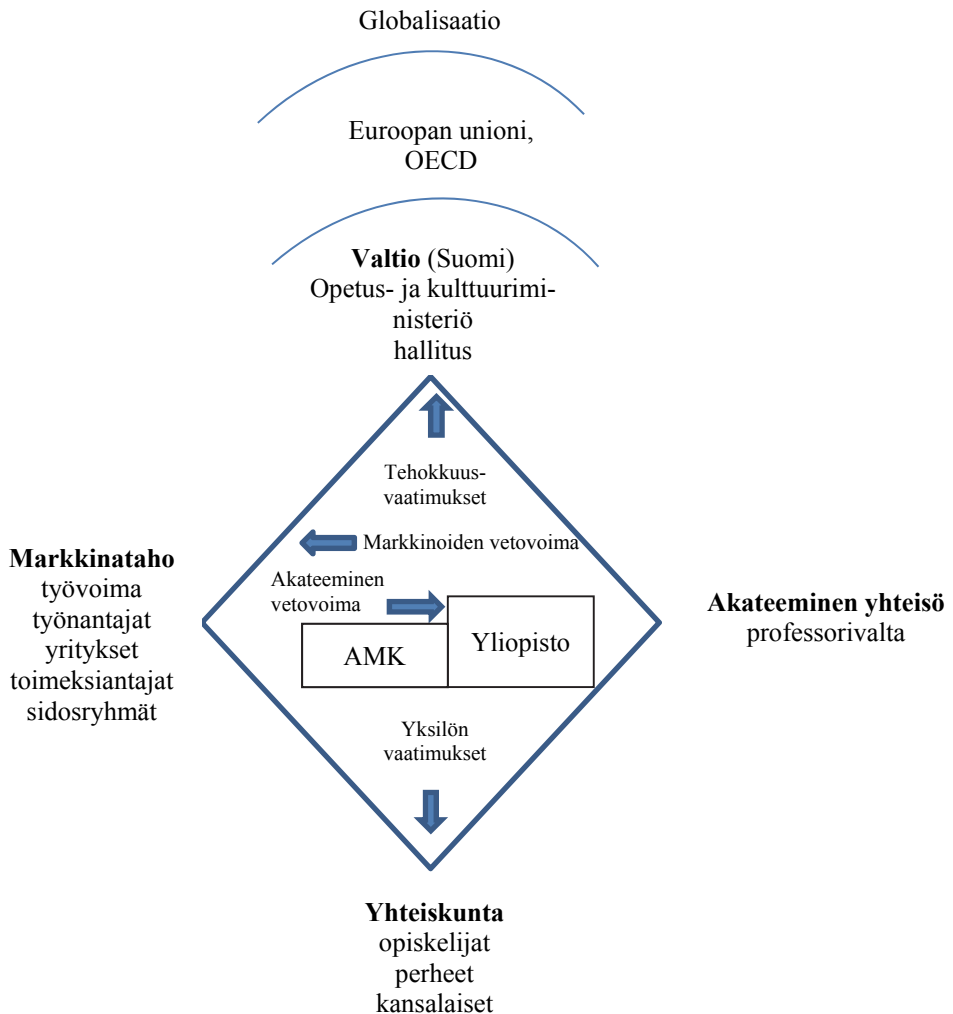 Globalisaatio
Euroopan unioni,
OECD
Valtio (Suomi)
Opetus- ja kulttuurimi-
nisteriö
hallitus
Tehokkuus-
vaatimukset
Markkinoiden vetovoima
Markkinataho
työvoima
työnantajat
yritykset
toimeksiantajat
sidosryhmät
Akateeminen
vetovoima
AMK
Yliopisto
Akateeminen yhteisö
professorivalta
Yksilön
vaatimukset
Yhteiskunta
opiskelijat
perheet
kansalaiset